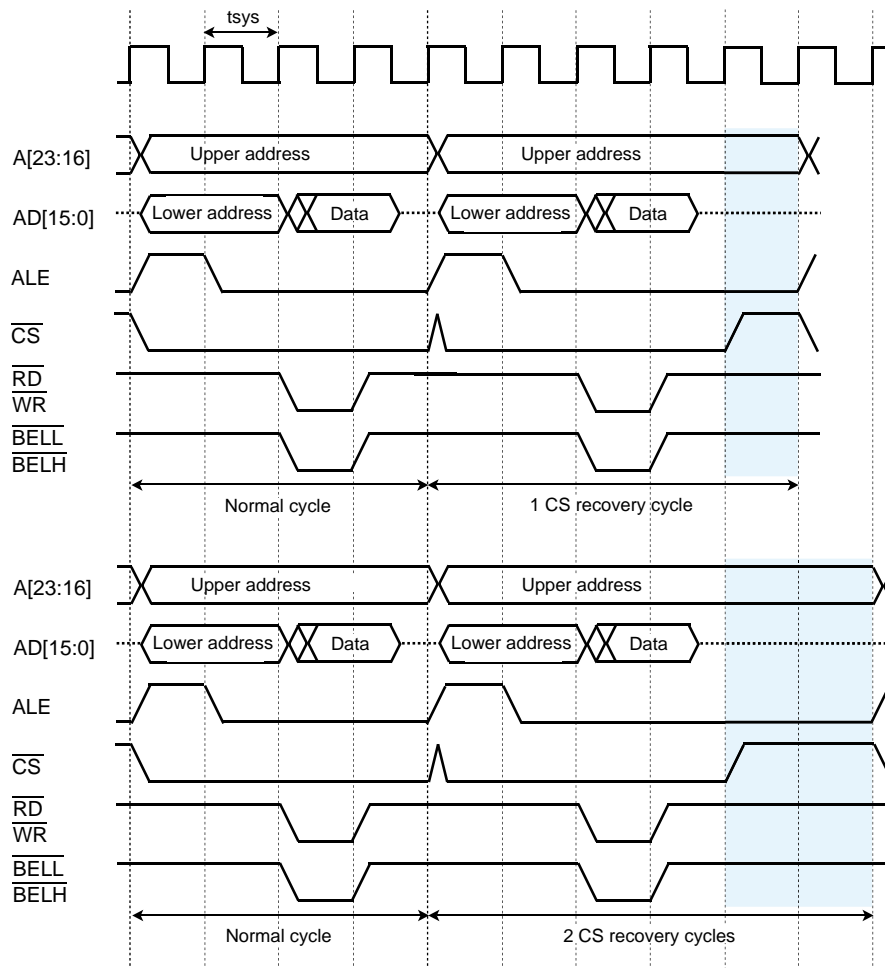 tsys
A[23:16]
Upper address
Upper address
AD[15:0]
Lower address
Data
Lower address
Data
ALE
CS
RD
WR
BELL
BELH
Normal cycle
1 CS recovery cycle
A[23:16]
Upper address
Upper address
AD[15:0]
Lower address
Data
Lower address
Data
ALE
CS
RD
WR
BELL
BELH
Normal cycle
2 CS recovery cycles